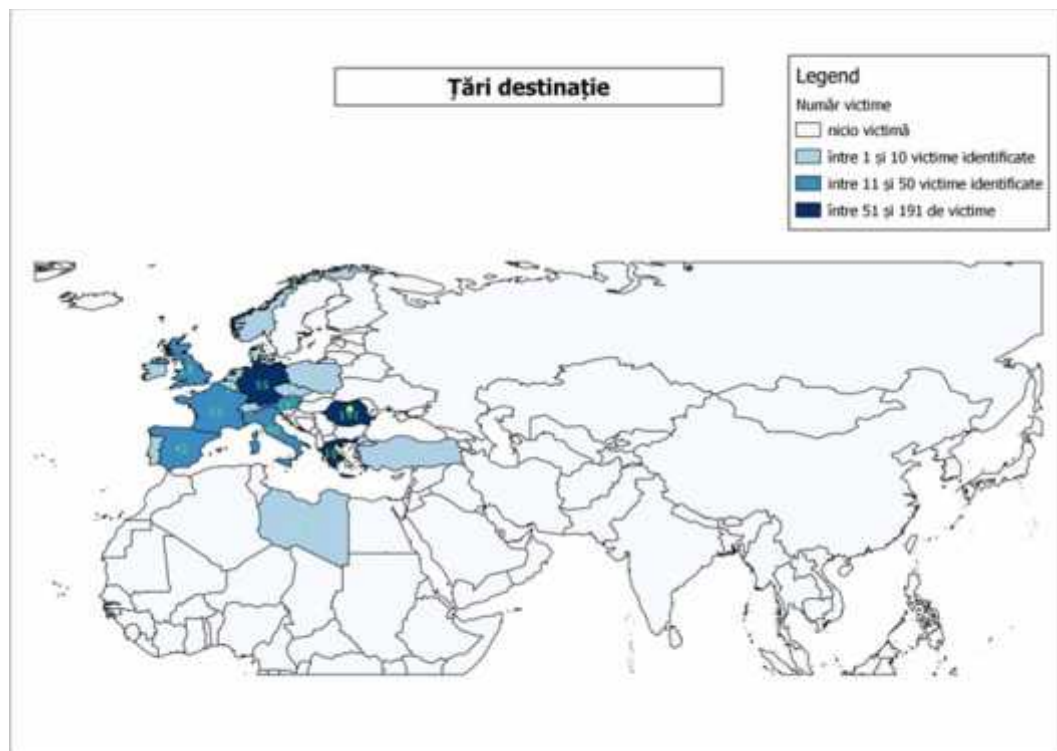 Țări destinație
Legend
Număr victime
nicio victimă
între 1 și 10 victime identificate
intre 11 și 50 victime identificate
între 51 și 191 de victime